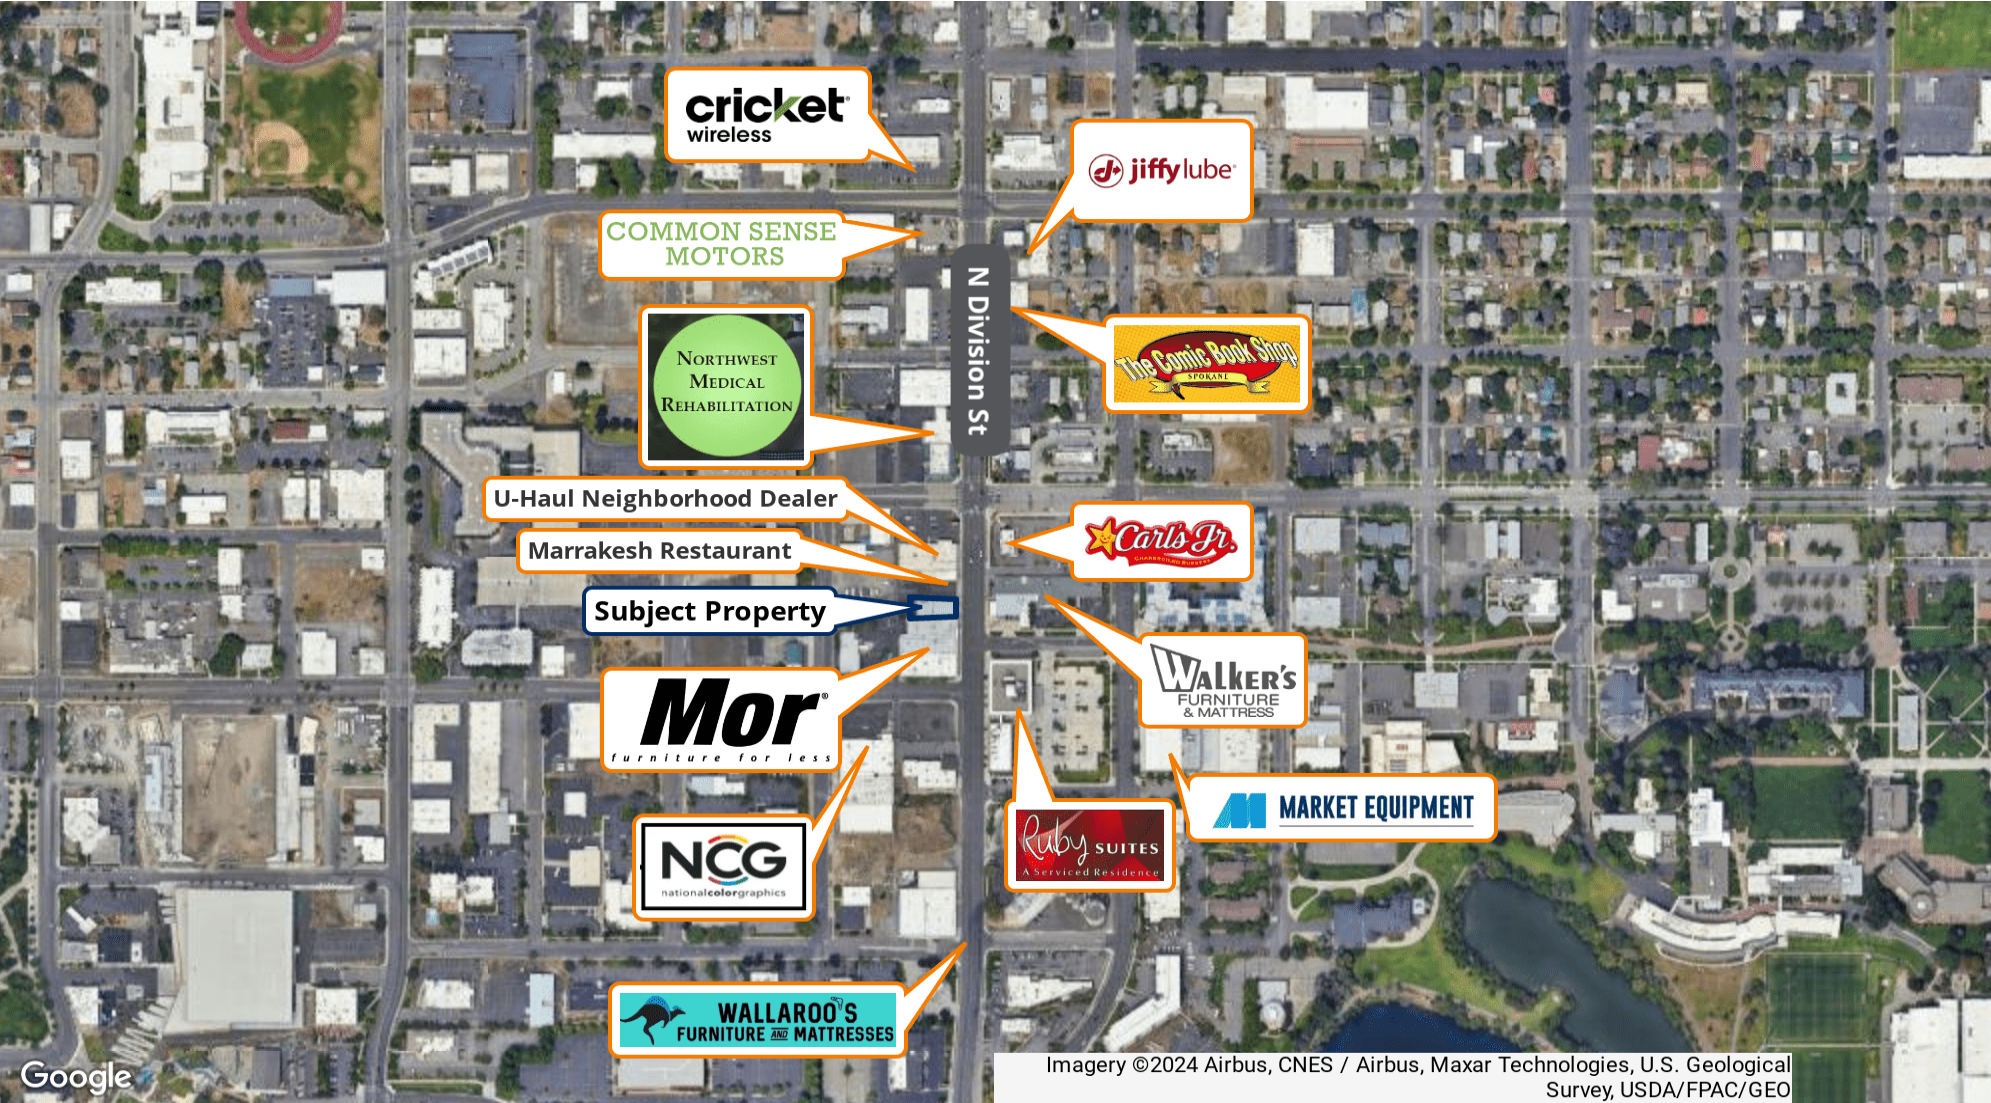 cricket
wireless
jiffy lube
COMMON SENSE
MOTORS
N Division St
The Comic Book Shop
SPOKANE
NORTHWEST
MEDICAL
REHABILITATION
U-Haul Neighborhood Dealer
Carl's Jr.
CHARBROILED BURGERS
Marrakesh Restaurant
Subject Property
WALKER'S
FURNITURE
& MATTRESS
Mor®
furniture for less
MARKET EQUIPMENT
Ruby SUITES
A Serviced Residence
NCG
nationalcolorgraphics
WALLAROO'S
FURNITURE AND MATTRESSES
Google
Imagery ©2024 Airbus, CNES / Airbus, Maxar Technologies, U.S. Geological
Survey, USDA/FPAC/GEO